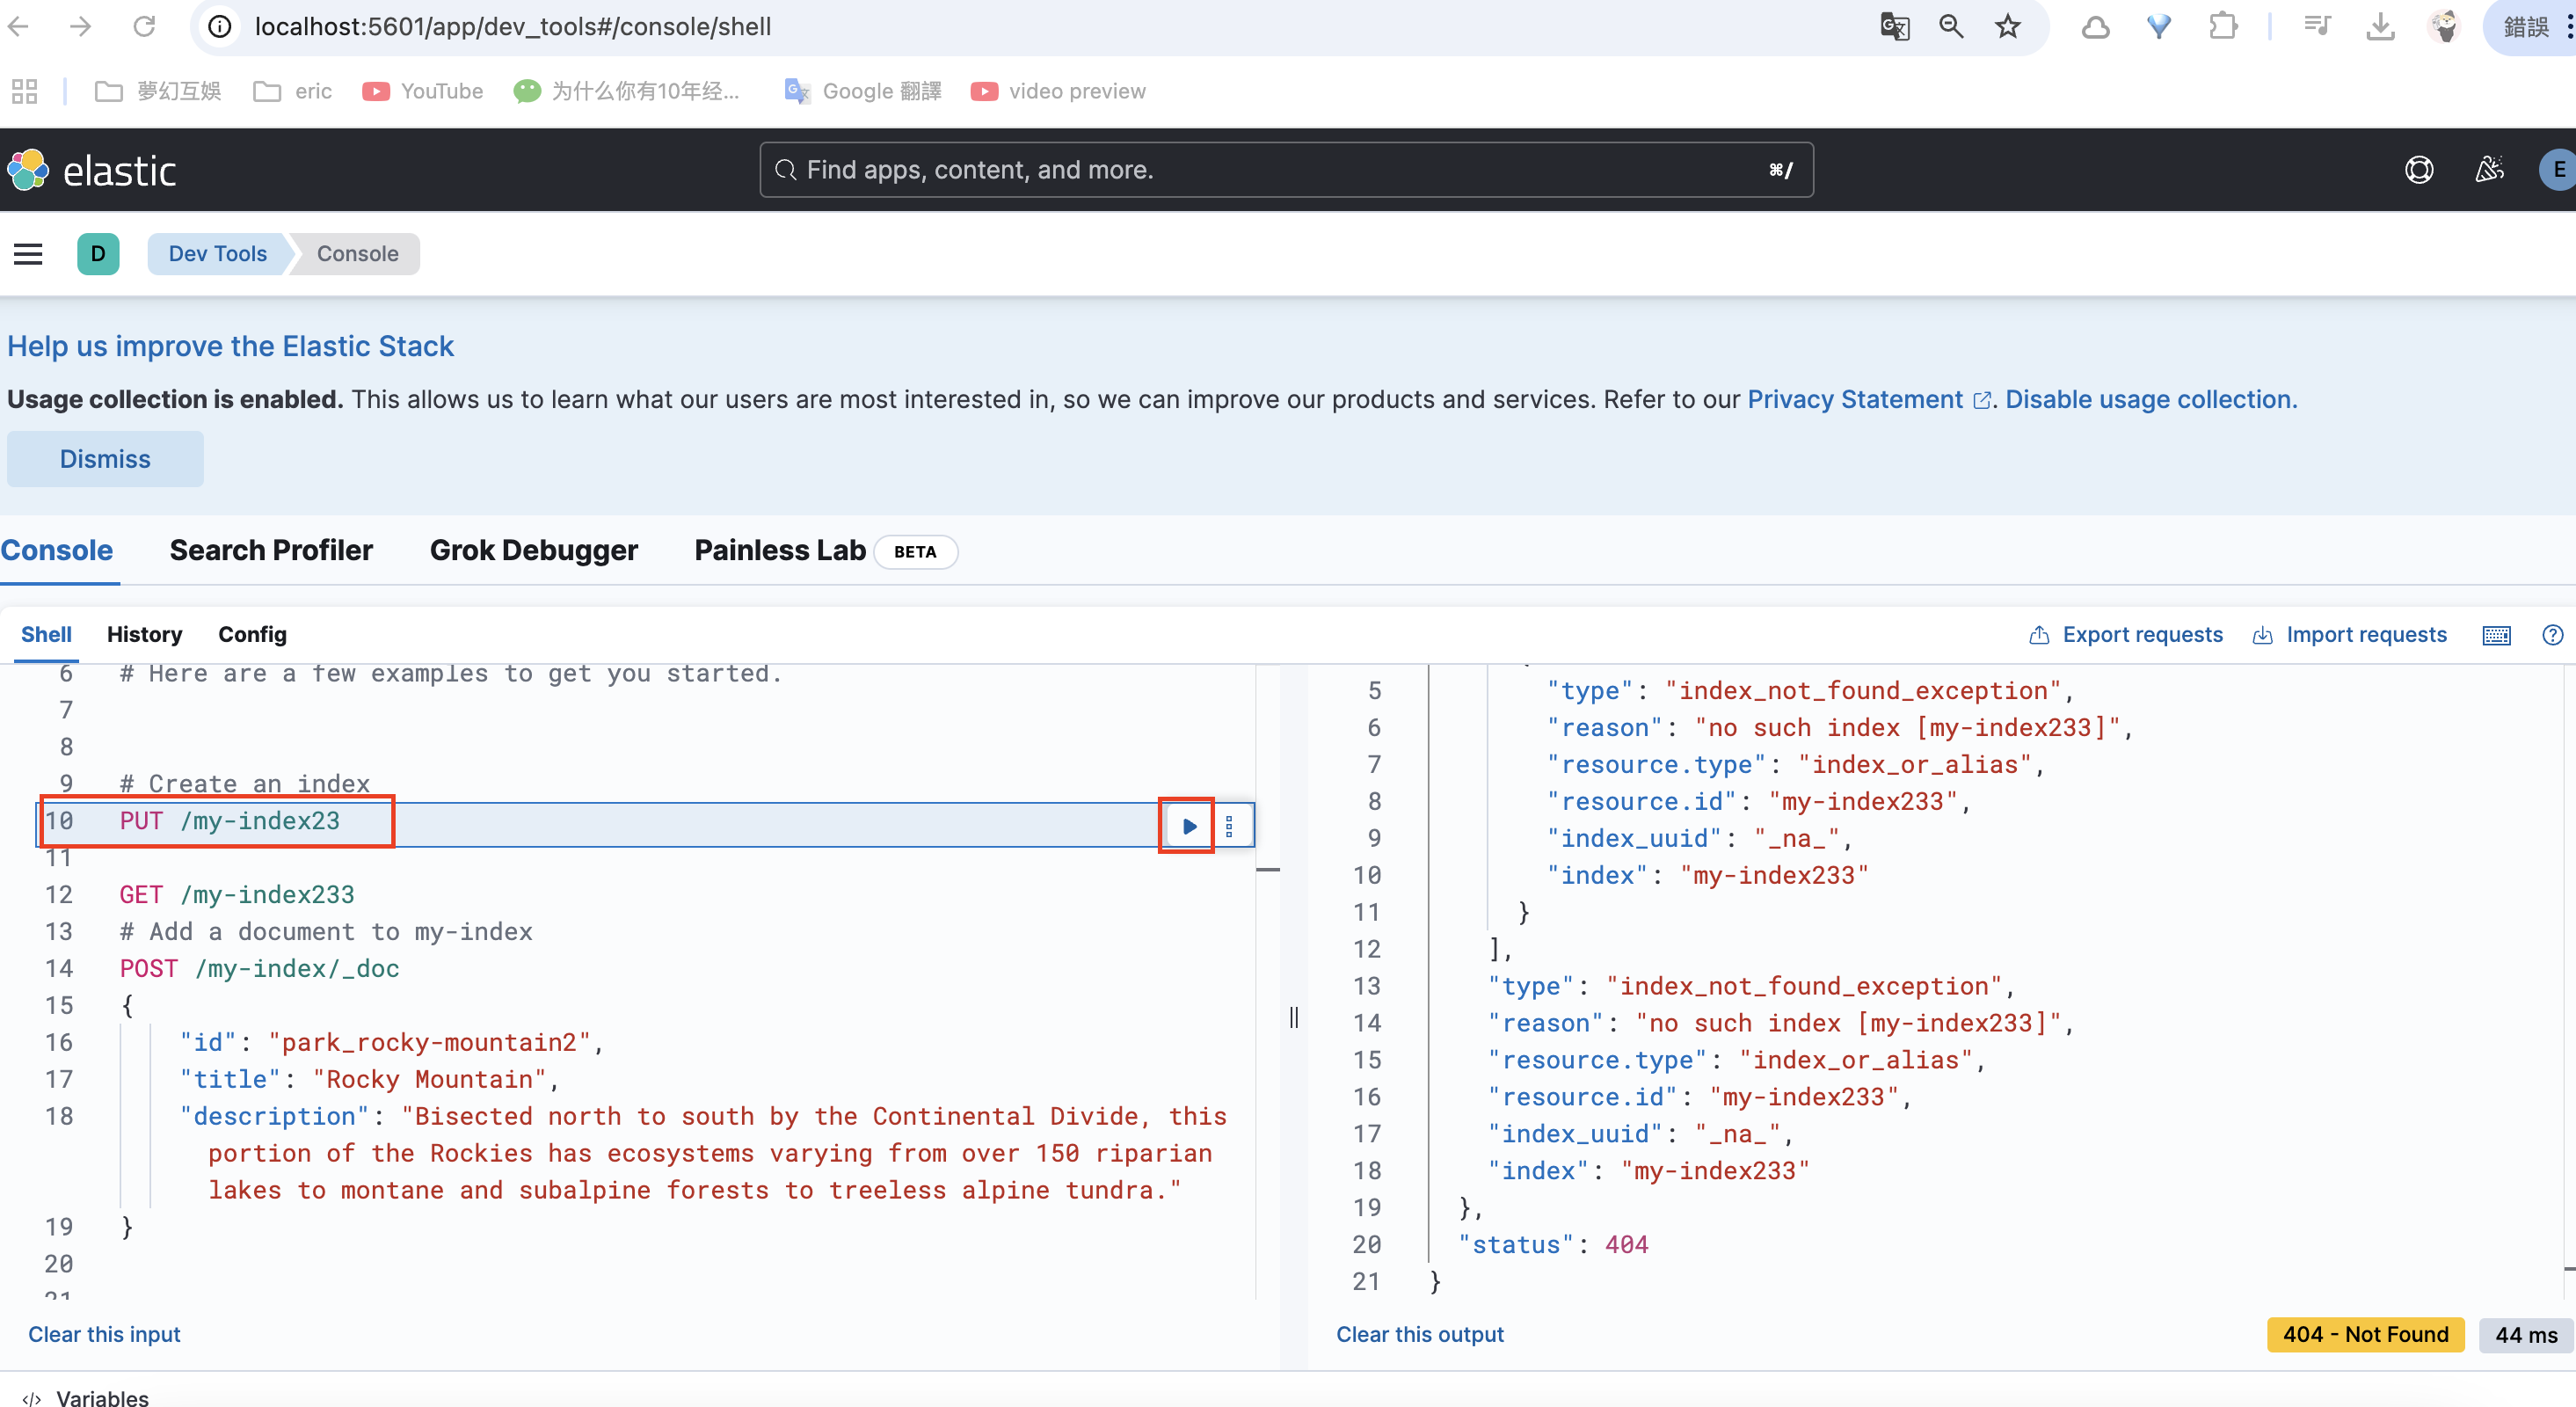 localhost:5601/app/dev_tools#/console/shell
錯誤
夢幻互娛 eric YouTube 为什么你有10年经... Google 翻譯 video preview
elastic
Find apps, content, and more. ⌘/
E
D Dev Tools Console
Help us improve the Elastic Stack
Usage collection is enabled. This allows us to learn what our users are most interested in, so we can improve our products and services. Refer to our Privacy Statement. Disable usage collection.
Dismiss
Console Search Profiler Grok Debugger Painless Lab BETA
Shell History Config Export requests Import requests
6 # Here are a few examples to get you started.
7
8
9 # Create an index
10 PUT /my-index23
11
12 GET /my-index233
13 # Add a document to my-index
14 POST /my-index/_doc
15 {
16 "id": "park_rocky-mountain2",
17 "title": "Rocky Mountain",
18 "description": "Bisected north to south by the Continental Divide, this
portion of the Rockies has ecosystems varying from over 150 riparian
lakes to montane and subalpine forests to treeless alpine tundra."
19 }
20
21
Clear this input
5 "type": "index_not_found_exception",
6 "reason": "no such index [my-index233]",
7 "resource.type": "index_or_alias",
8 "resource.id": "my-index233",
9 "index_uuid": "_na_",
10 "index": "my-index233"
11 }
12 ],
13 "type": "index_not_found_exception",
14 "reason": "no such index [my-index233]",
15 "resource.type": "index_or_alias",
16 "resource.id": "my-index233",
17 "index_uuid": "_na_",
18 "index": "my-index233"
19 },
20 "status": 404
21 }
Clear this output
404 - Not Found 44 ms
</> Variables